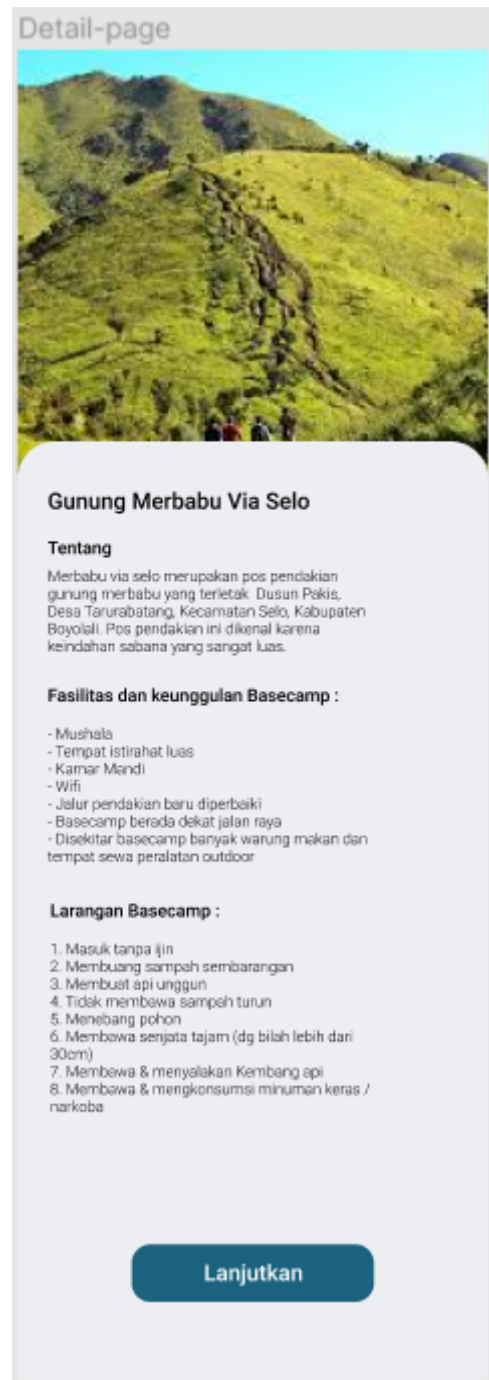 Detail-page
Gunung Merbabu Via Selo
Tentang
Merbabu via selo merupakan pos pendakian
gunung merbabu yang terletak Dusun Pakis,
Desa Tarurabatang, Kecamatan Selo, Kabupaten
Boyolali. Pos pendakian ini dikenal karena
keindahan sabana yang sangat luas.
Fasilitas dan keunggulan Basecamp :
- Mushala
- Tempat istirahat luas
- Kamar Mandi
- Wifi
- Jalur pendakian baru diperbaiki
- Basecamp berada dekat jalan raya
- Disekitar basecamp banyak warung makan dan
tempat sewa peralatan outdoor
Larangan Basecamp :
1. Masuk tanpa ijin
2. Membuang sampah sembarangan
3. Membuat api unggun
4. Tidak membawa sampah turun
5. Menebang pohon
6. Membawa senjata tajam (dg bilah lebih dari
30cm)
7. Membawa & menyalakan Kembang api
8. Membawa & mengkonsumsi minuman keras /
narkoba
Lanjutkan